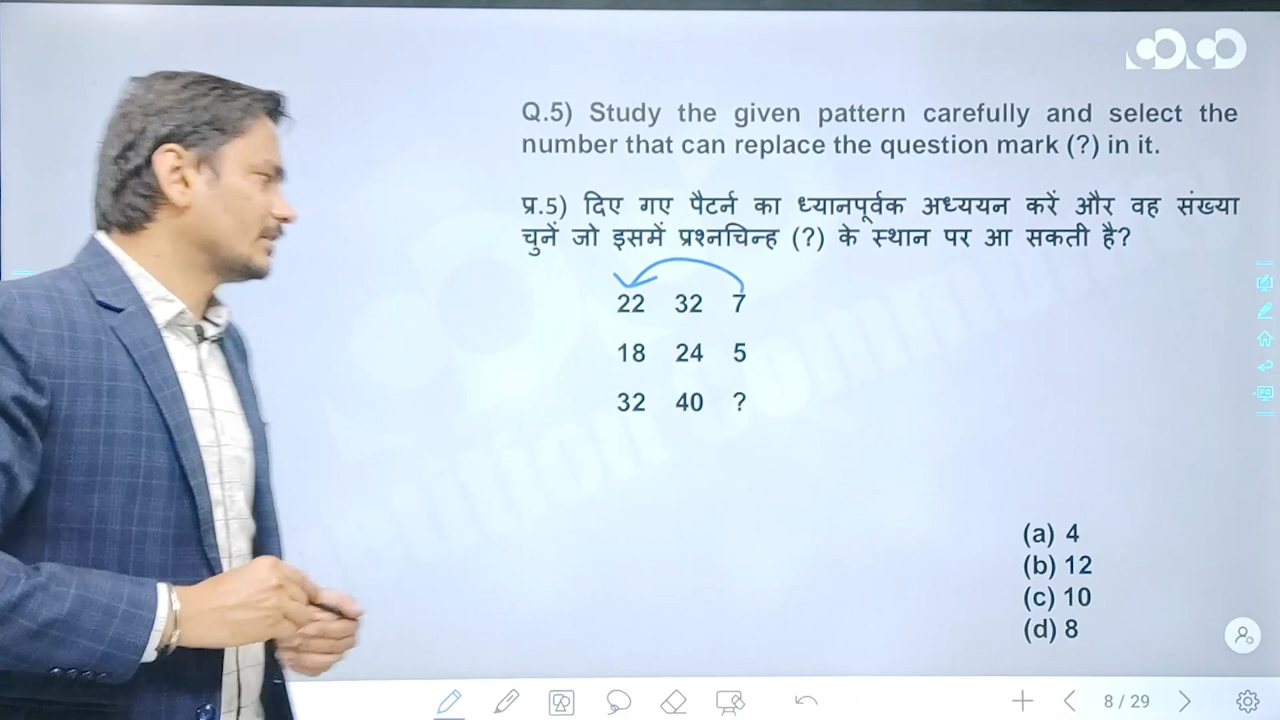 Q.5) Study the given pattern carefully and select the
number that can replace the question mark (?) in it.
प्र.5) दिए गए पैटर्न का ध्यानपूर्वक अध्ययन करें और वह संख्या
चुनें जो इसमें प्रश्नचिन्ह (?) के स्थान पर आ सकती है?
22 32 7
18 24 5
32 40 ?
(a) 4
(b) 12
(c) 10
(d) 8
8 / 29